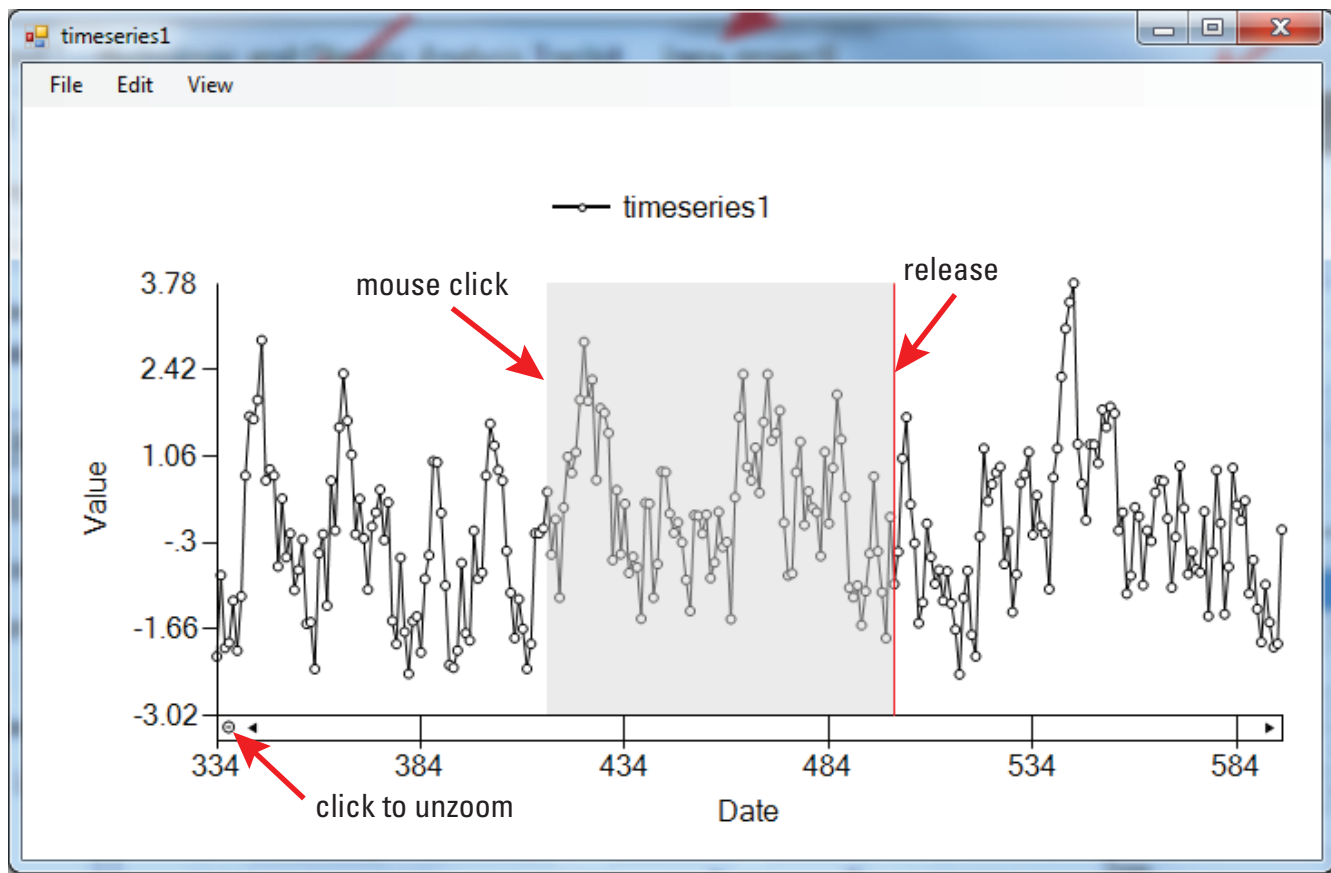 timeseries1
File Edit View
timeseries1
mouse click
release
3.78
2.42
1.06
-.3
-1.66
-3.02
Value
334 384 434 484 534 584
click to unzoom
Date